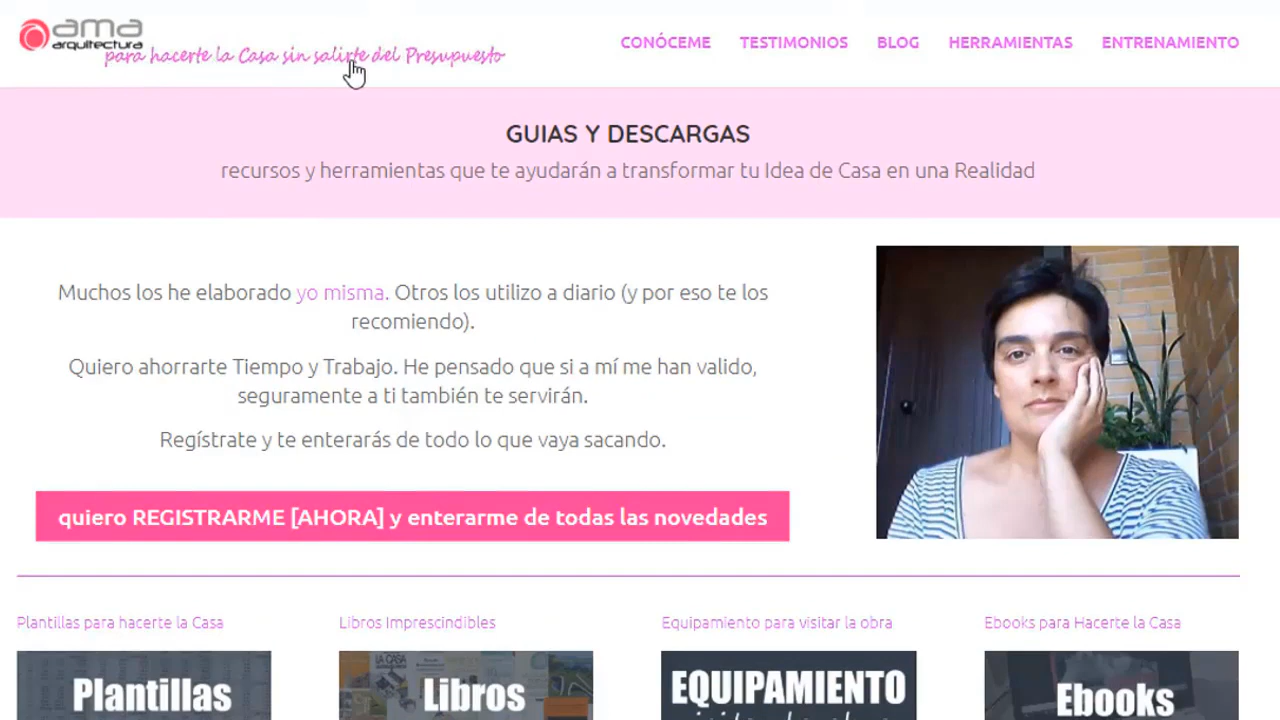 ama
arquitectura
para hacerte la Casa sin salirte del Presupuesto
CONÓCEME TESTIMONIOS BLOG HERRAMIENTAS ENTRENAMIENTO
GUIAS Y DESCARGAS
recursos y herramientas que te ayudarán a transformar tu Idea de Casa en una Realidad
Muchos los he elaborado yo misma. Otros los utilizo a diario (y por eso te los
recomiendo).
Quiero ahorrarte Tiempo y Trabajo. He pensado que si a mí me han valido,
seguramente a ti también te servirán.
Regístrate y te enterarás de todo lo que vaya sacando.
quiero REGISTRARME [AHORA] y enterarme de todas las novedades
Plantillas para hacerte la Casa
Libros Imprescindibles
Equipamiento para visitar la obra
Ebooks para Hacerte la Casa
Plantillas
LA CASA
Libros
EQUIPAMIENTO
Ebooks